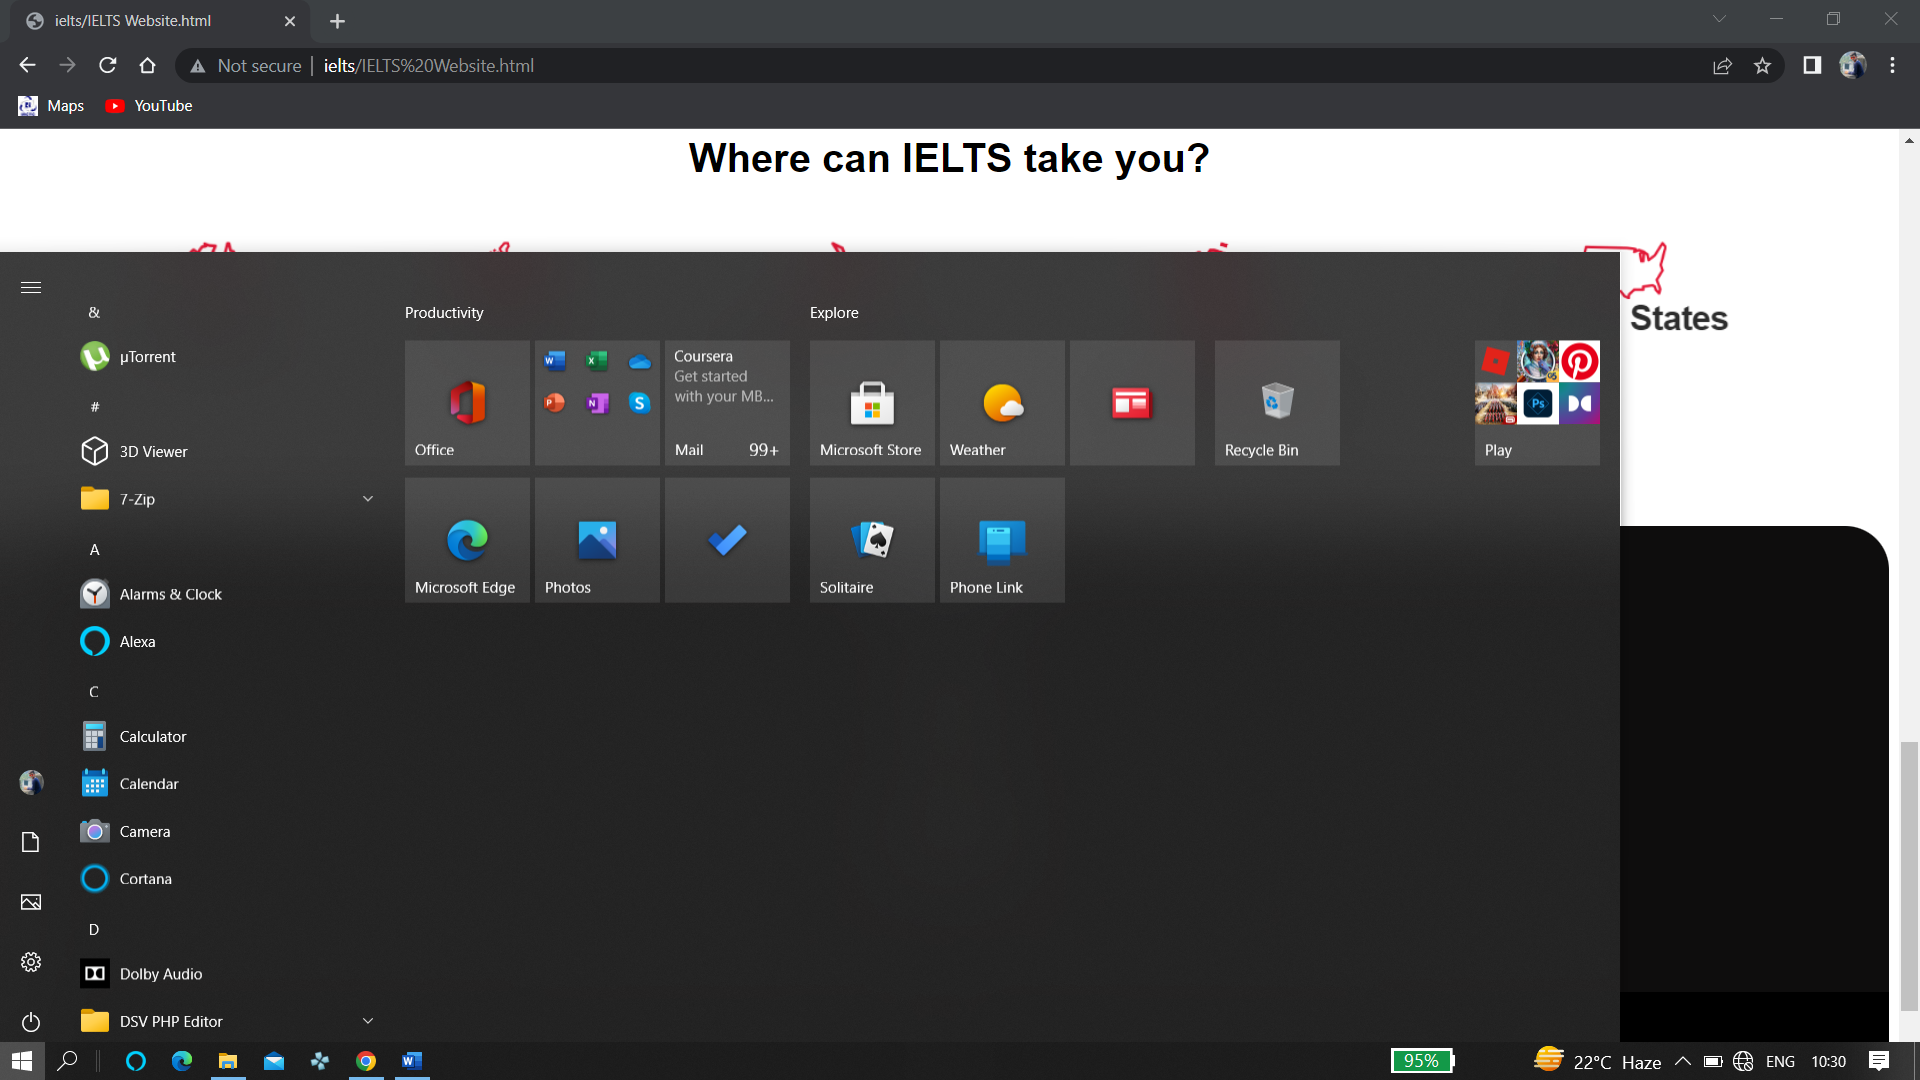 ielts/IELTS Website.html
Not secure ielts/IELTS%20Website.html
Maps YouTube
Where can IELTS take you?
States
&
µTorrent
#
3D Viewer
7-Zip
A
Alarms & Clock
Alexa
C
Calculator
Calendar
Camera
Cortana
D
Dolby Audio
DSV PHP Editor
Productivity
Office
Coursera
Get started
with your MB...
Mail 99+
Microsoft Edge
Photos
Explore
Microsoft Store
Weather
Recycle Bin
Play
Ps
Solitaire
Phone Link
95%
22°C Haze
ENG
10:30